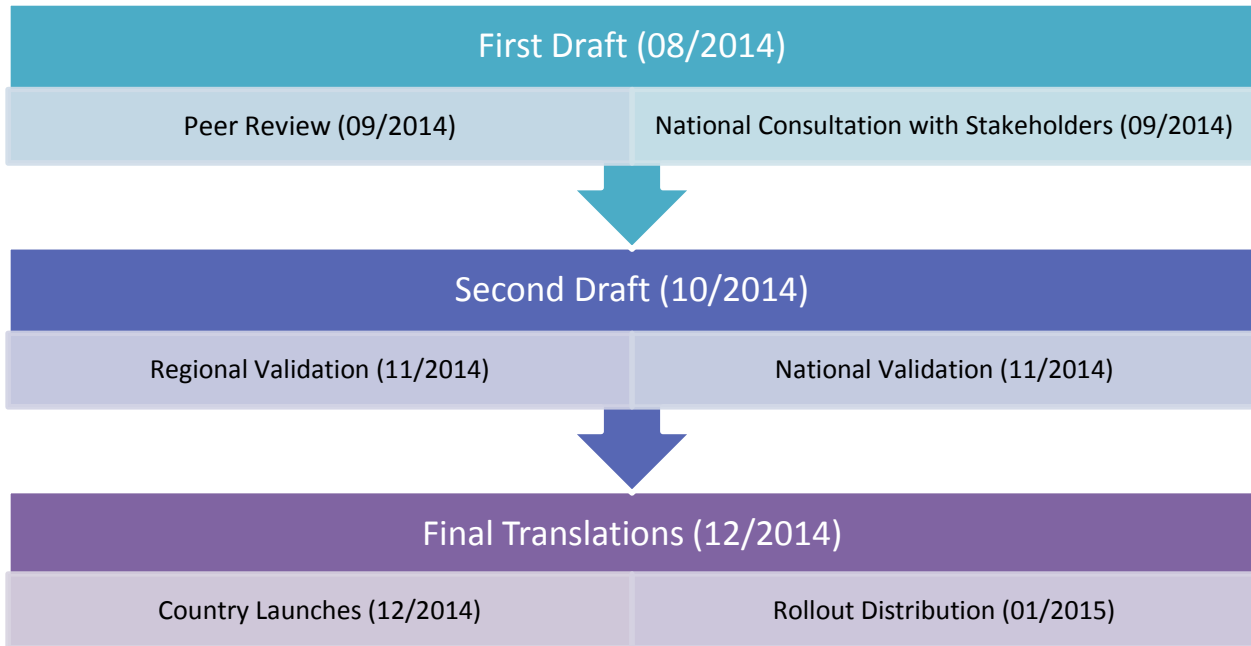 First Draft (08/2014)
Peer Review (09/2014)
National Consultation with Stakeholders (09/2014)
Second Draft (10/2014)
Regional Validation (11/2014)
National Validation (11/2014)
Final Translations (12/2014)
Country Launches (12/2014)
Rollout Distribution (01/2015)